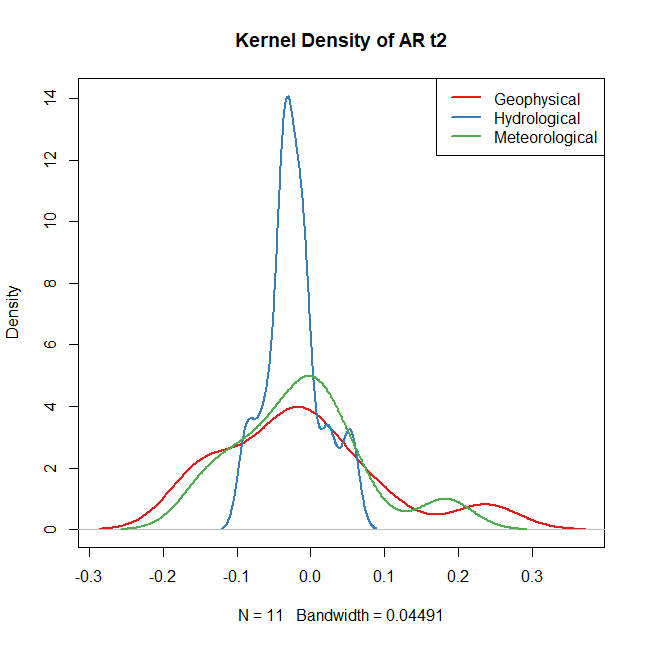 Kernel Density of AR t2
Geophysical
Hydrological
Meteorological
Density
14
12
10
8
6
4
2
0
-0.3 -0.2 -0.1 0.0 0.1 0.2 0.3
N = 11 Bandwidth = 0.04491